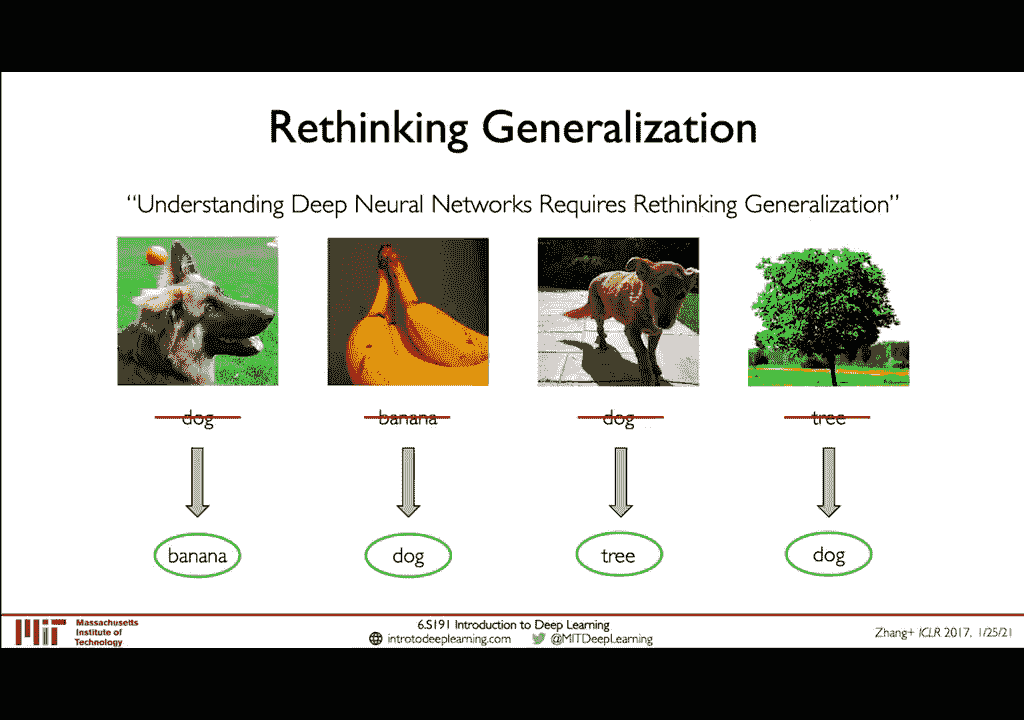 Rethinking Generalization
“Understanding Deep Neural Networks Requires Rethinking Generalization”
dog banana dog tree
banana dog tree dog
Massachusetts
Institute of
Technology
6.S191 Introduction to Deep Learning
introtodeeplearning.com @MITDeepLearning
Zhang+ ICLR 2017. 1/25/21